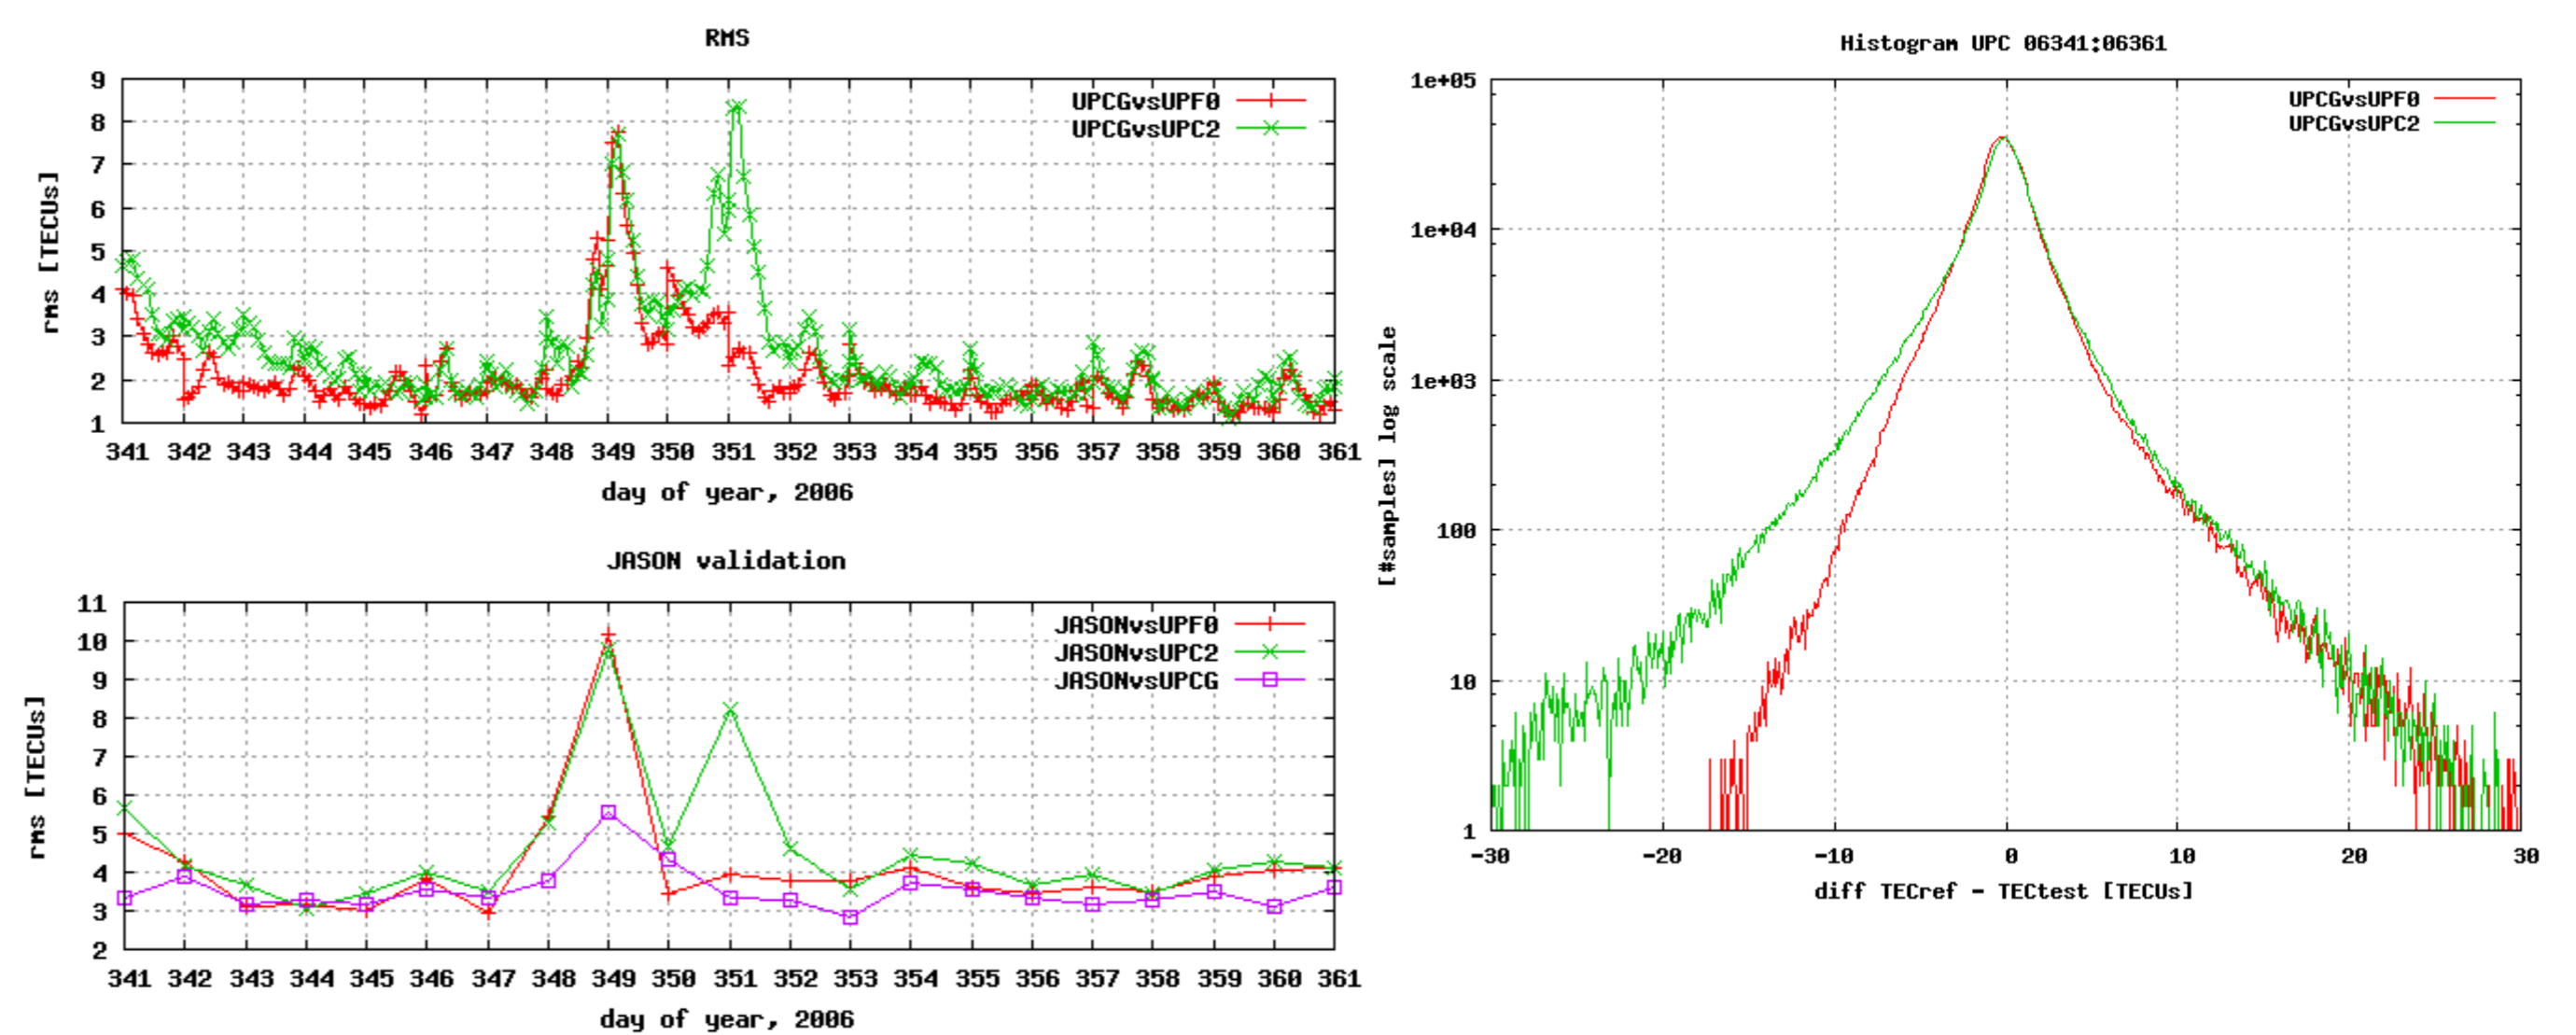 RMS
9
8
7
6
5
4
3
2
1
rms [TECUs]
UPCGvsUPF0
UPCGvsUPC2
341 342 343 344 345 346 347 348 349 350 351 352 353 354 355 356 357 358 359 360 361
day of year, 2006
JASON validation
11
10
9
8
7
6
5
4
3
2
rms [TECUs]
JASONvsUPF0
JASONvsUPC2
JASONvsUPCG
341 342 343 344 345 346 347 348 349 350 351 352 353 354 355 356 357 358 359 360 361
day of year, 2006
Histogram UPC 06341:06361
1e+05
1e+04
1e+03
100
10
1
[#samples] log scale
UPCGvsUPF0
UPCGvsUPC2
-30 -20 -10 0 10 20 30
diff TECref - TECtest [TECUs]